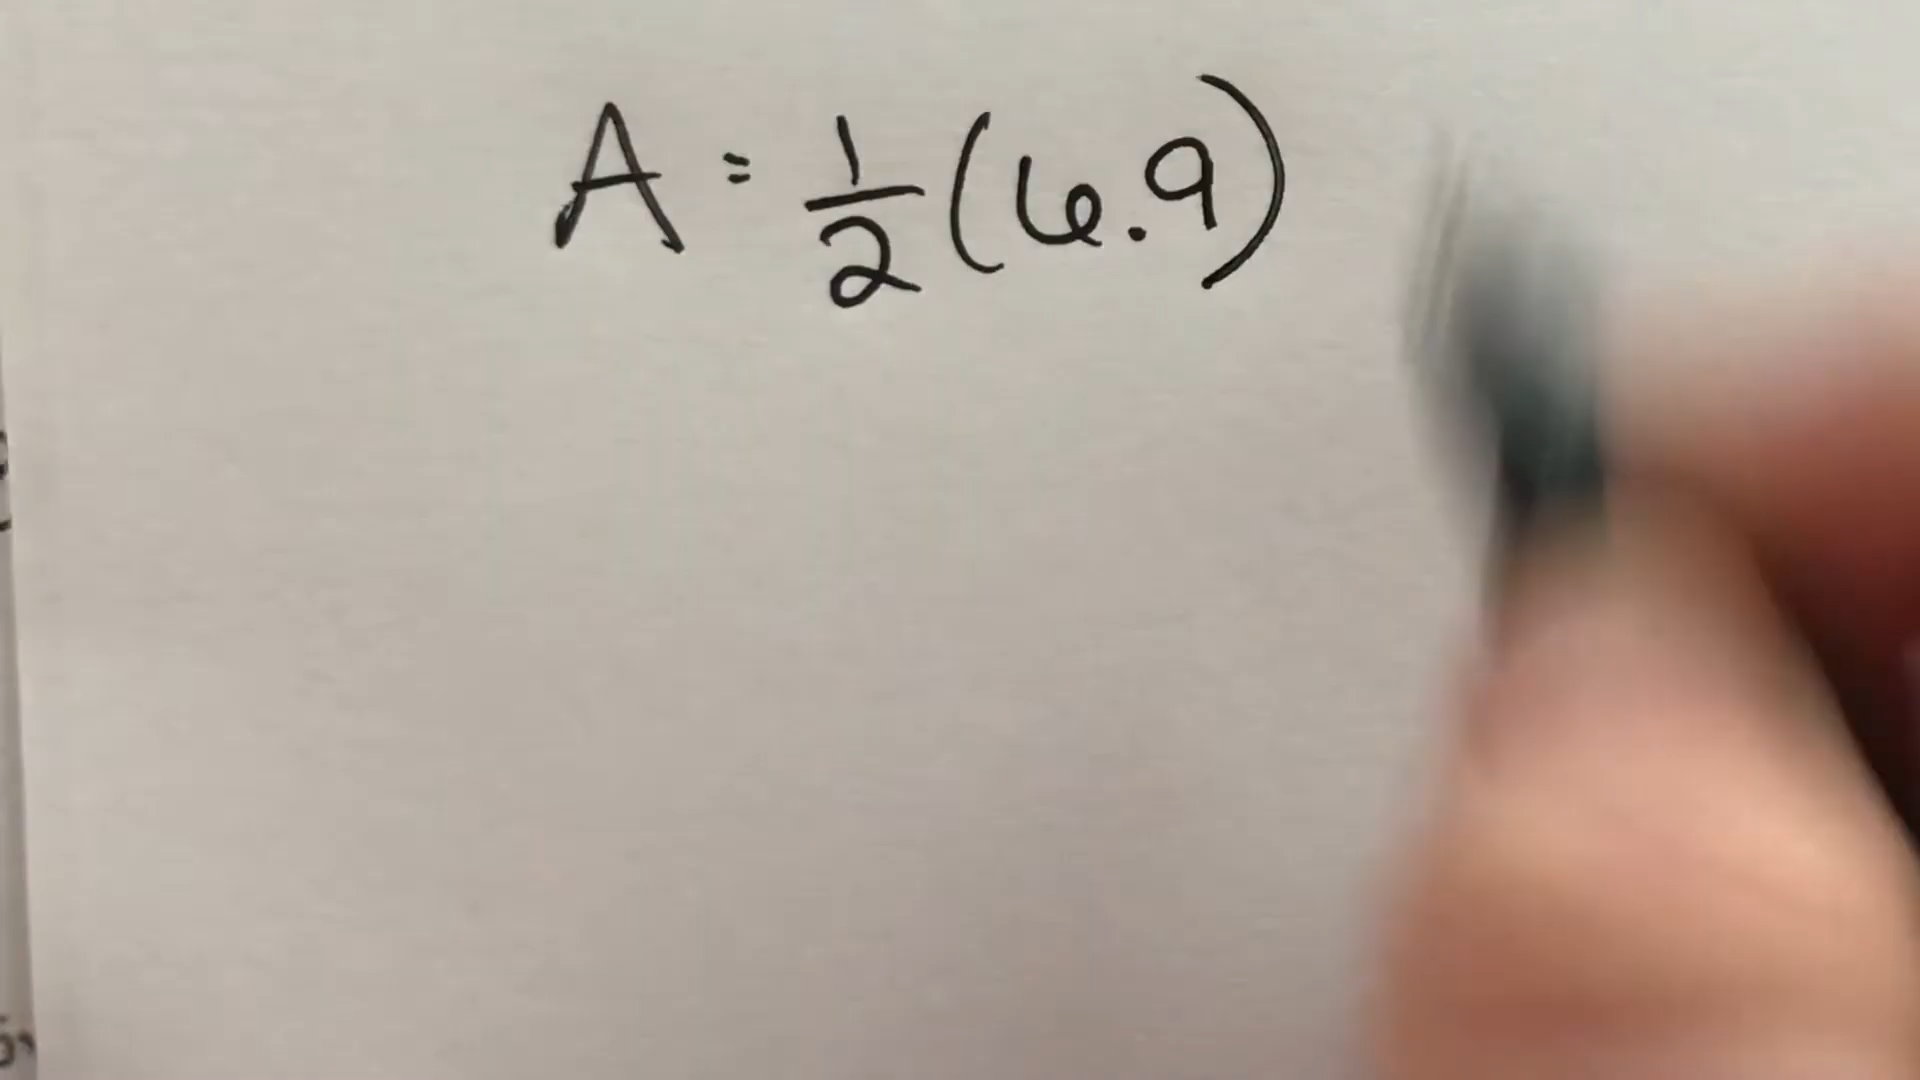 A = 1/2 (6.9)